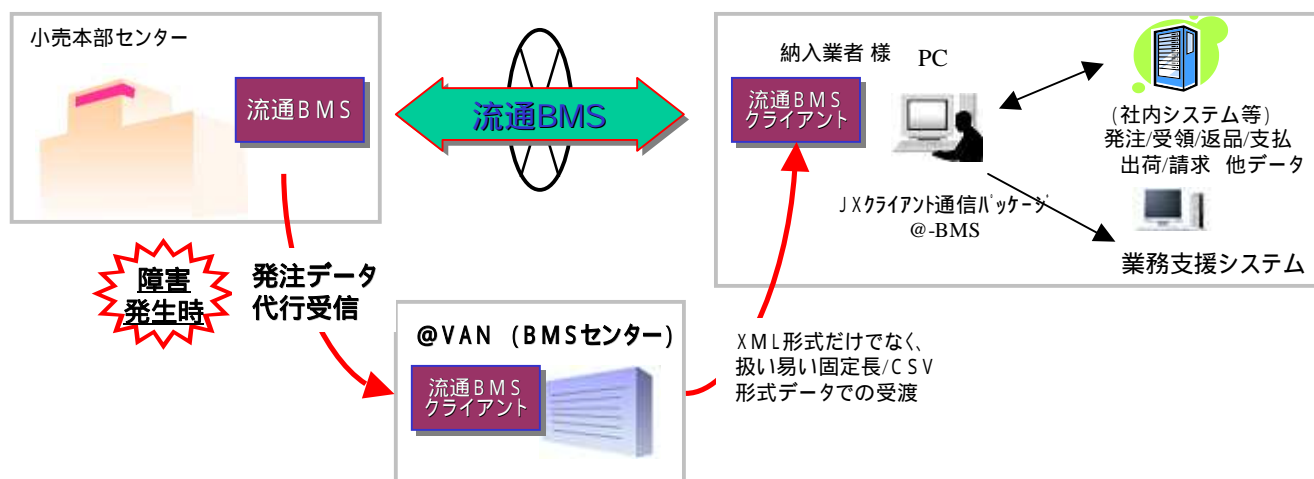 小売本部センター
流通BMS
流通BMS
納入業者 様 PC
流通BMS
クライアント
(社内システム等)
発注/受領/返品/支払
出荷/請求 他データ
JXクライアント通信パッケージ
@-BMS
業務支援システム
障害
発生時
発注データ
代行受信
@VAN (BMSセンター)
流通BMS
クライアント
XML形式だけでなく、
扱い易い固定長/CSV
形式データでの受渡